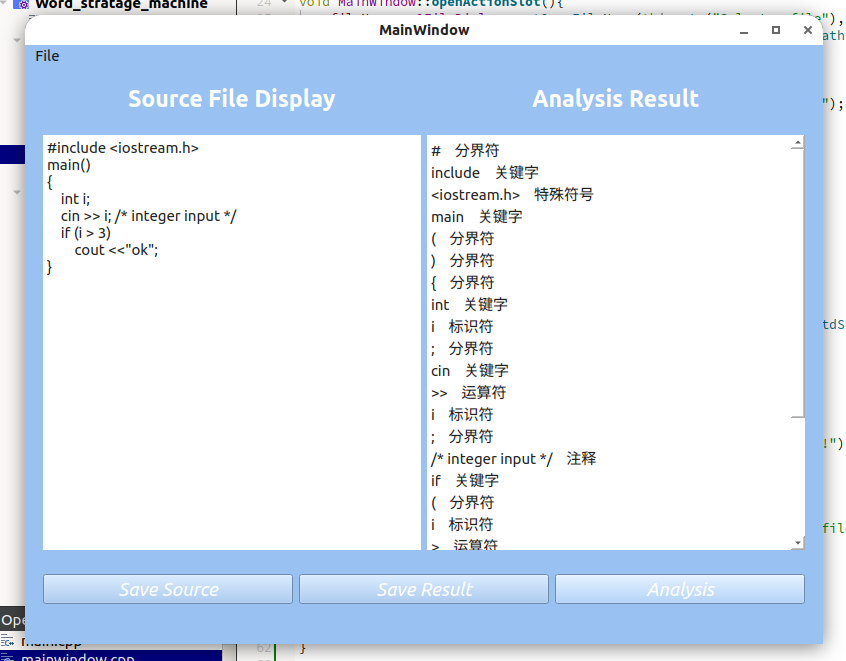 Word_stratage_machine
24 void MainWindow::openActionSlot(){
MainWindow
ath
File
");
Source File Display
Analysis Result
#include <iostream.h>
main()
{
int i;
cin >> i; /* integer input */
if (i > 3)
cout <<"ok";
}
# 分界符
include 关键字
<iostream.h> 特殊符号
main 关键字
( 分界符
) 分界符
{ 分界符
int 关键字
i 标识符
; 分界符
cin 关键字
>> 运算符
i 标识符
; 分界符
/* integer input */ 注释
if 关键字
( 分界符
i 标识符
> 运算符
tdS
!")
file
Save Source
Save Result
Analysis
Ope
main.cpp
mainwindow.cpp
62 }